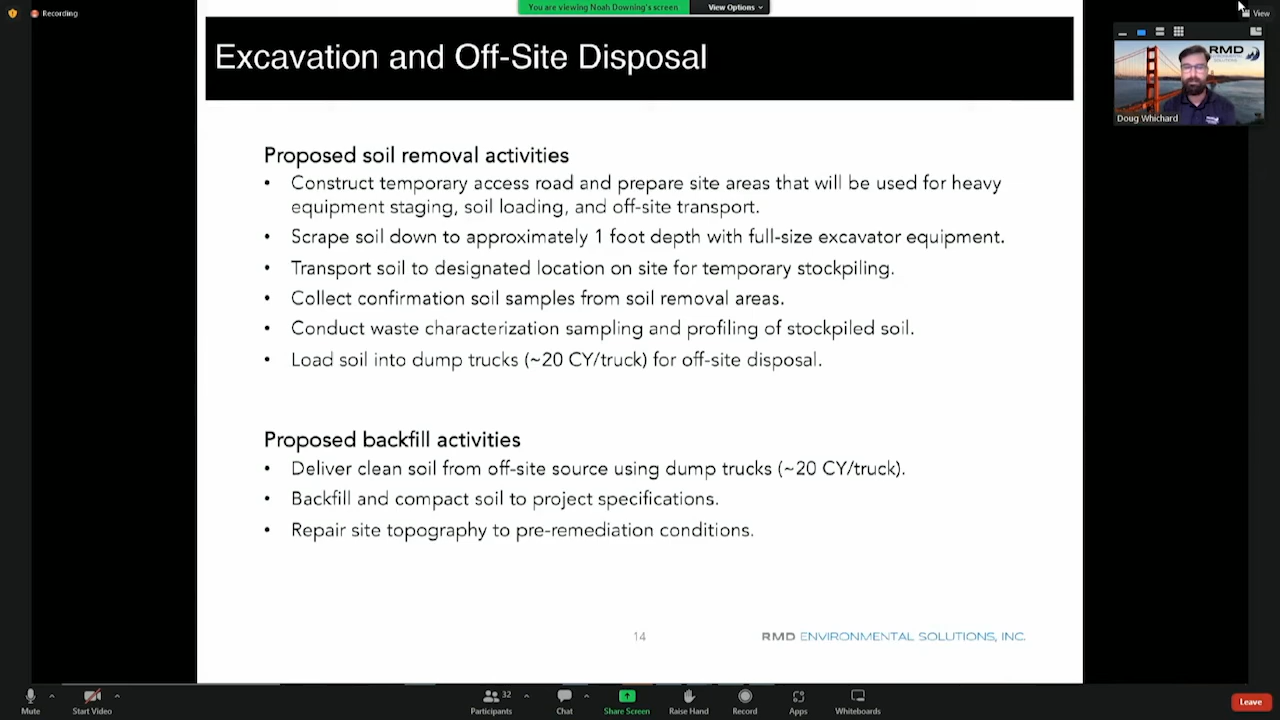 You are viewing Noah Downing's screen
View Options
Recording
View
Excavation and Off-Site Disposal
RMD
Doug Whichard
Proposed soil removal activities
• Construct temporary access road and prepare site areas that will be used for heavy
equipment staging, soil loading, and off-site transport.
• Scrape soil down to approximately 1 foot depth with full-size excavator equipment.
• Transport soil to designated location on site for temporary stockpiling.
• Collect confirmation soil samples from soil removal areas.
• Conduct waste characterization sampling and profiling of stockpiled soil.
• Load soil into dump trucks (~20 CY/truck) for off-site disposal.
Proposed backfill activities
• Deliver clean soil from off-site source using dump trucks (~20 CY/truck).
• Backfill and compact soil to project specifications.
• Repair site topography to pre-remediation conditions.
14
RMD ENVIRONMENTAL SOLUTIONS, INC.
Mute
Start Video
32
Participants
Chat
Share Screen
Raise Hand
Record
Apps
Whiteboards
Leave